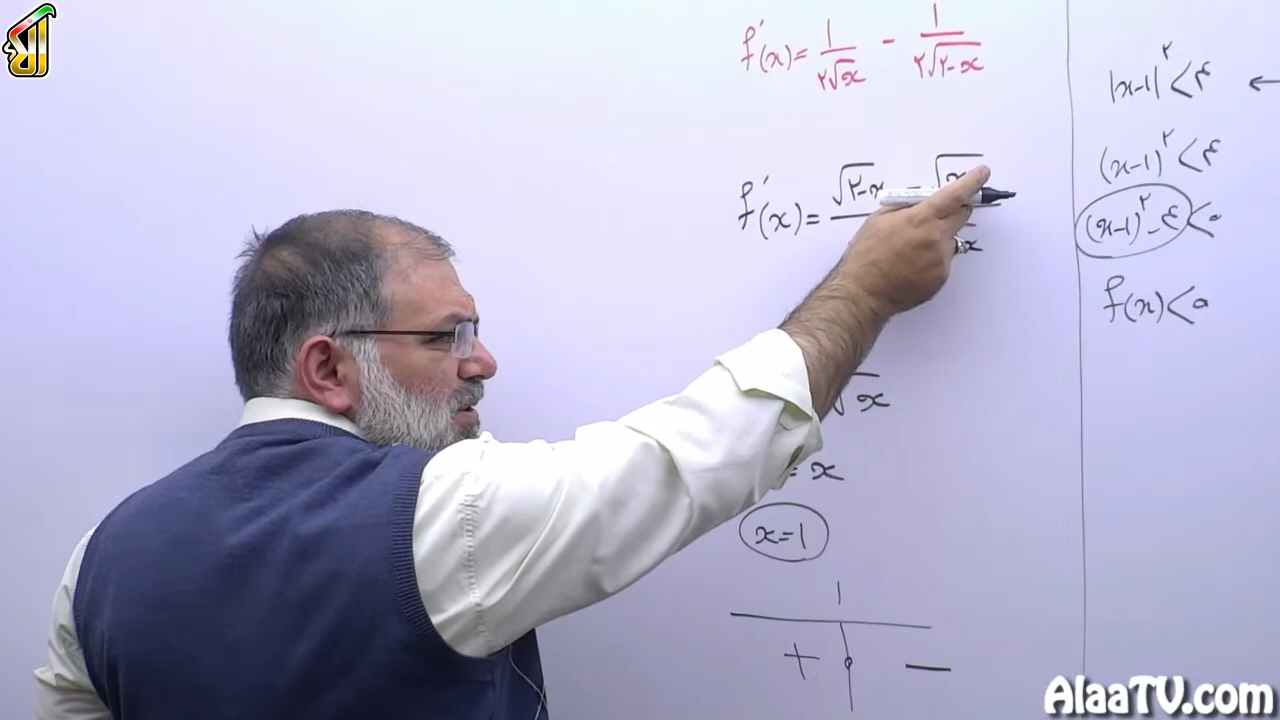 آلا
f′(x) = ۱/(۲√x) − ۱/(۲√(۲−x))
f′(x) = √(۲−x) − √x
√x
= x
x = ۱
۱
+ −
|x−۱|^۲ < ۴ ←
(x−۱)^۲ < ۴
(x−۱)^۲ − ۴ < ۰
f(x) < ۰
AlaaTV.com